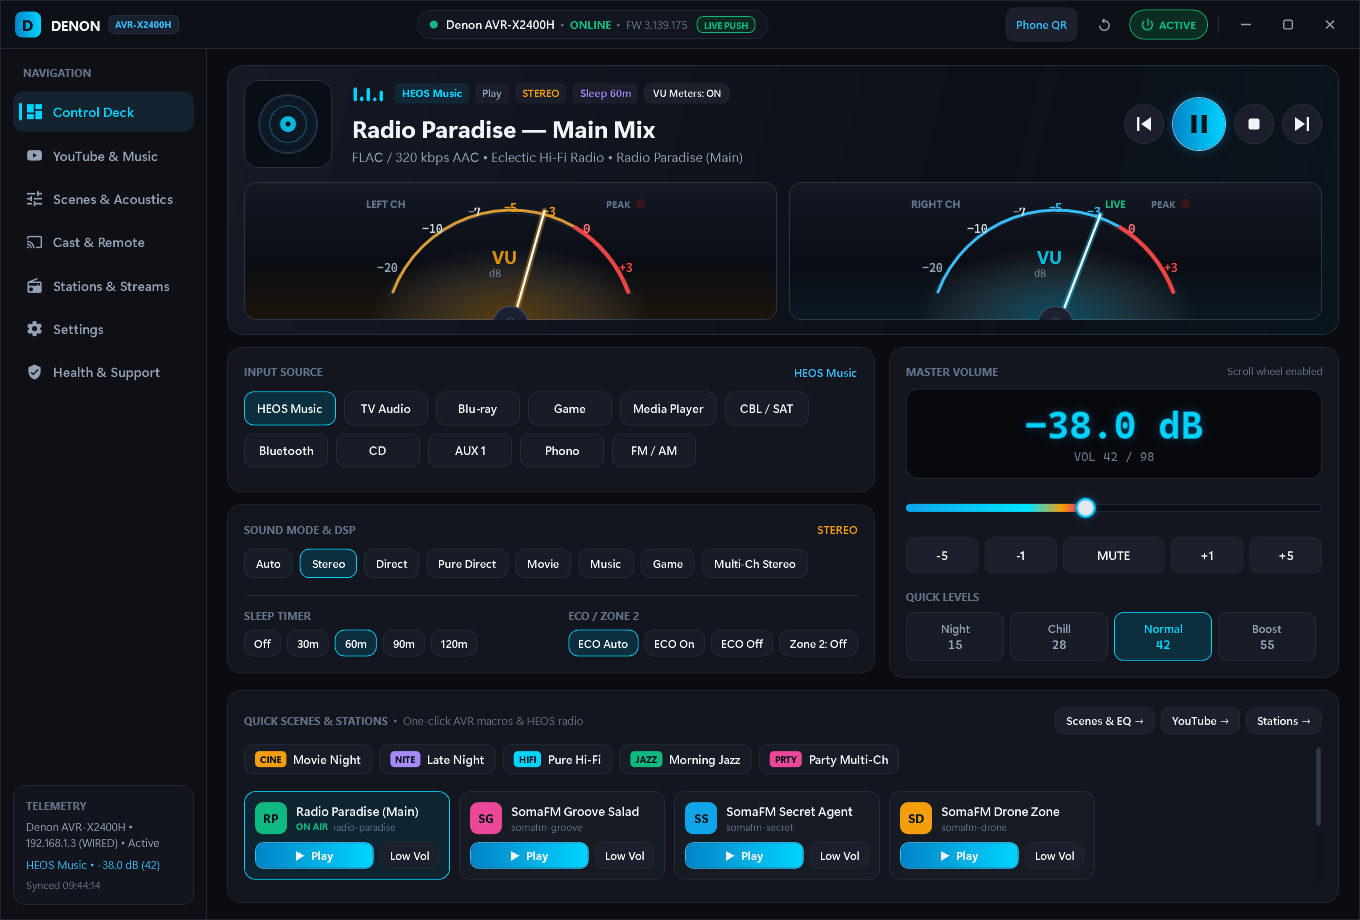 D DENON AVR-X2400H
Denon AVR-X2400H • ONLINE • FW 3.139.175 LIVE PUSH
Phone QR
ACTIVE
NAVIGATION
Control Deck
YouTube & Music
Scenes & Acoustics
Cast & Remote
Stations & Streams
Settings
Health & Support
TELEMETRY
Denon AVR-X2400H •
192.168.1.3 (WIRED) • Active
HEOS Music • -38.0 dB (42)
Synced 09:44:14
HEOS Music Play STEREO Sleep 60m VU Meters: ON
Radio Paradise — Main Mix
FLAC / 320 kbps AAC • Eclectic Hi-Fi Radio • Radio Paradise (Main)
LEFT CH
PEAK
−20 −10 −7 −5 −3 0 +3
VU
dB
RIGHT CH
LIVE
PEAK
−20 −10 −7 −5 −3 0 +3
VU
dB
INPUT SOURCE
HEOS Music
HEOS Music TV Audio Blu-ray Game Media Player CBL / SAT
Bluetooth CD AUX 1 Phono FM / AM
MASTER VOLUME
Scroll wheel enabled
−38.0 dB
VOL 42 / 98
-5 -1 MUTE +1 +5
QUICK LEVELS
Night Chill Normal Boost
15 28 42 55
SOUND MODE & DSP
STEREO
Auto Stereo Direct Pure Direct Movie Music Game Multi-Ch Stereo
SLEEP TIMER
Off 30m 60m 90m 120m
ECO / ZONE 2
ECO Auto ECO On ECO Off Zone 2: Off
QUICK SCENES & STATIONS • One-click AVR macros & HEOS radio
Scenes & EQ → YouTube → Stations →
CINE Movie Night NITE Late Night HIFI Pure Hi-Fi JAZZ Morning Jazz PRTY Party Multi-Ch
RP Radio Paradise (Main)
ON AIR radio-paradise
Play Low Vol
SG SomaFM Groove Salad
somafm-groove
Play Low Vol
SS SomaFM Secret Agent
somafm-secret
Play Low Vol
SD SomaFM Drone Zone
somafm-drone
Play Low Vol